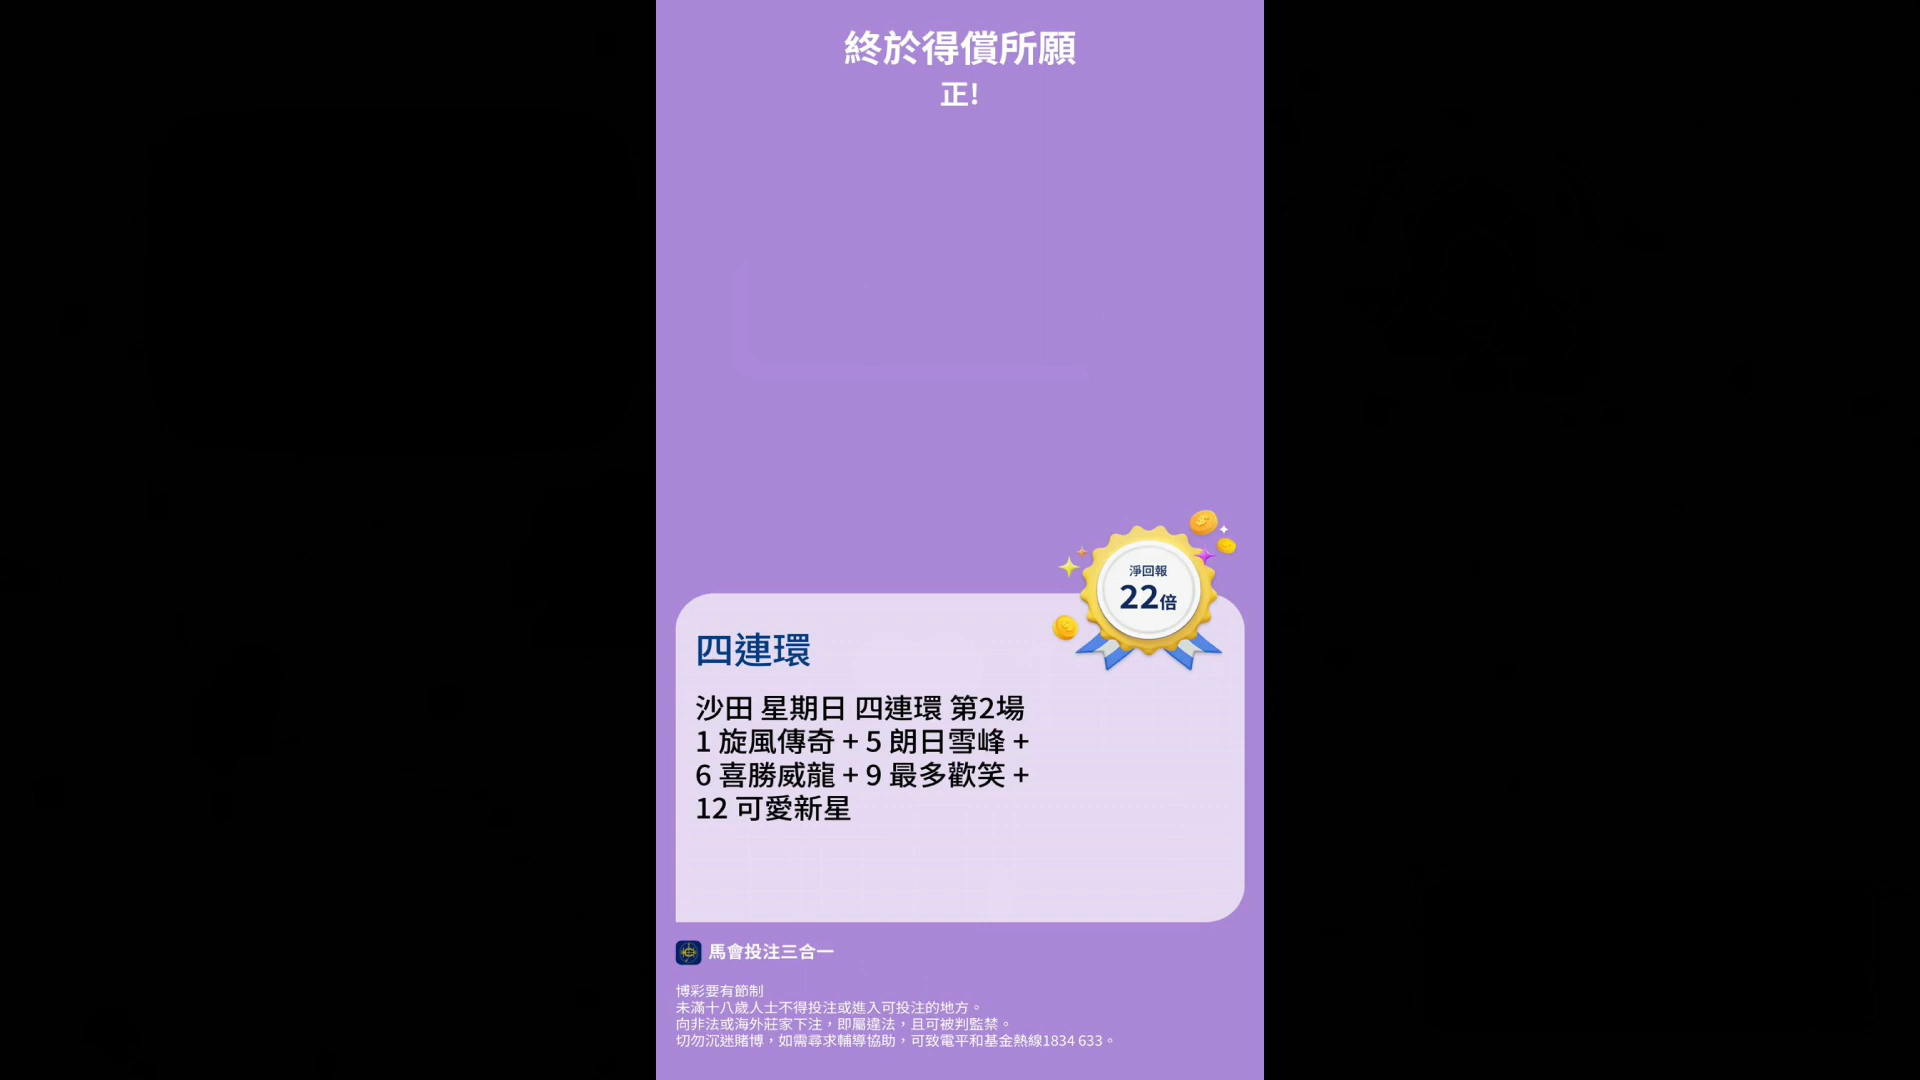 終於得償所願
正!
淨回報
22倍
四連環
沙田 星期日 四連環 第2場
1 旋風傳奇 + 5 朗日雪峰 +
6 喜勝威龍 + 9 最多歡笑 +
12 可愛新星
馬會投注三合一
博彩要有節制
未滿十八歲人士不得投注或進入可投注的地方。
向非法或海外莊家下注，即屬違法，且可被判監禁。
切勿沉迷賭博，如需尋求輔導協助，可致電平和基金熱線1834 633。